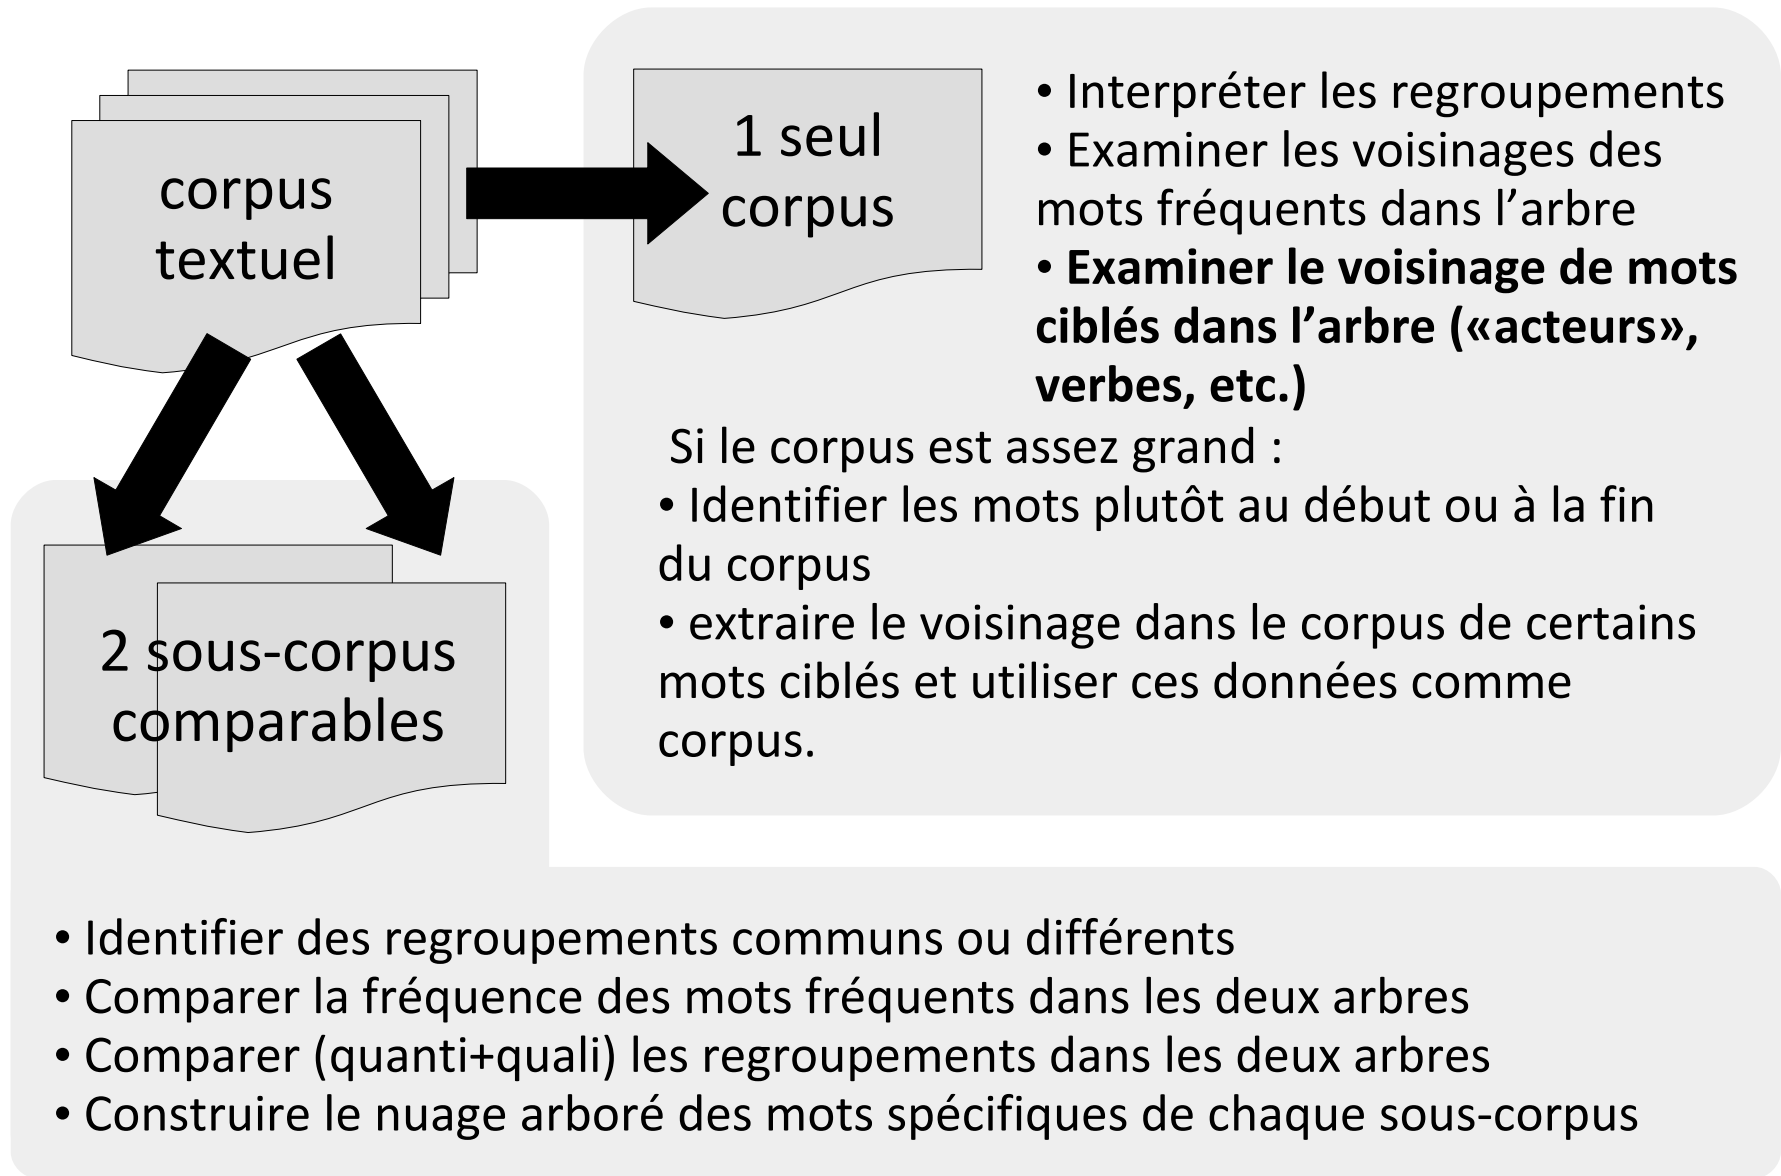 corpus
textuel
1 seul
corpus
• Interpréter les regroupements
• Examiner les voisinages des
mots fréquents dans l’arbre
• Examiner le voisinage de mots
ciblés dans l’arbre («acteurs»,
verbes, etc.)
Si le corpus est assez grand :
• Identifier les mots plutôt au début ou à la fin
du corpus
• extraire le voisinage dans le corpus de certains
mots ciblés et utiliser ces données comme
corpus.
2 sous-corpus
comparables
• Identifier des regroupements communs ou différents
• Comparer la fréquence des mots fréquents dans les deux arbres
• Comparer (quanti+quali) les regroupements dans les deux arbres
• Construire le nuage arboré des mots spécifiques de chaque sous-corpus